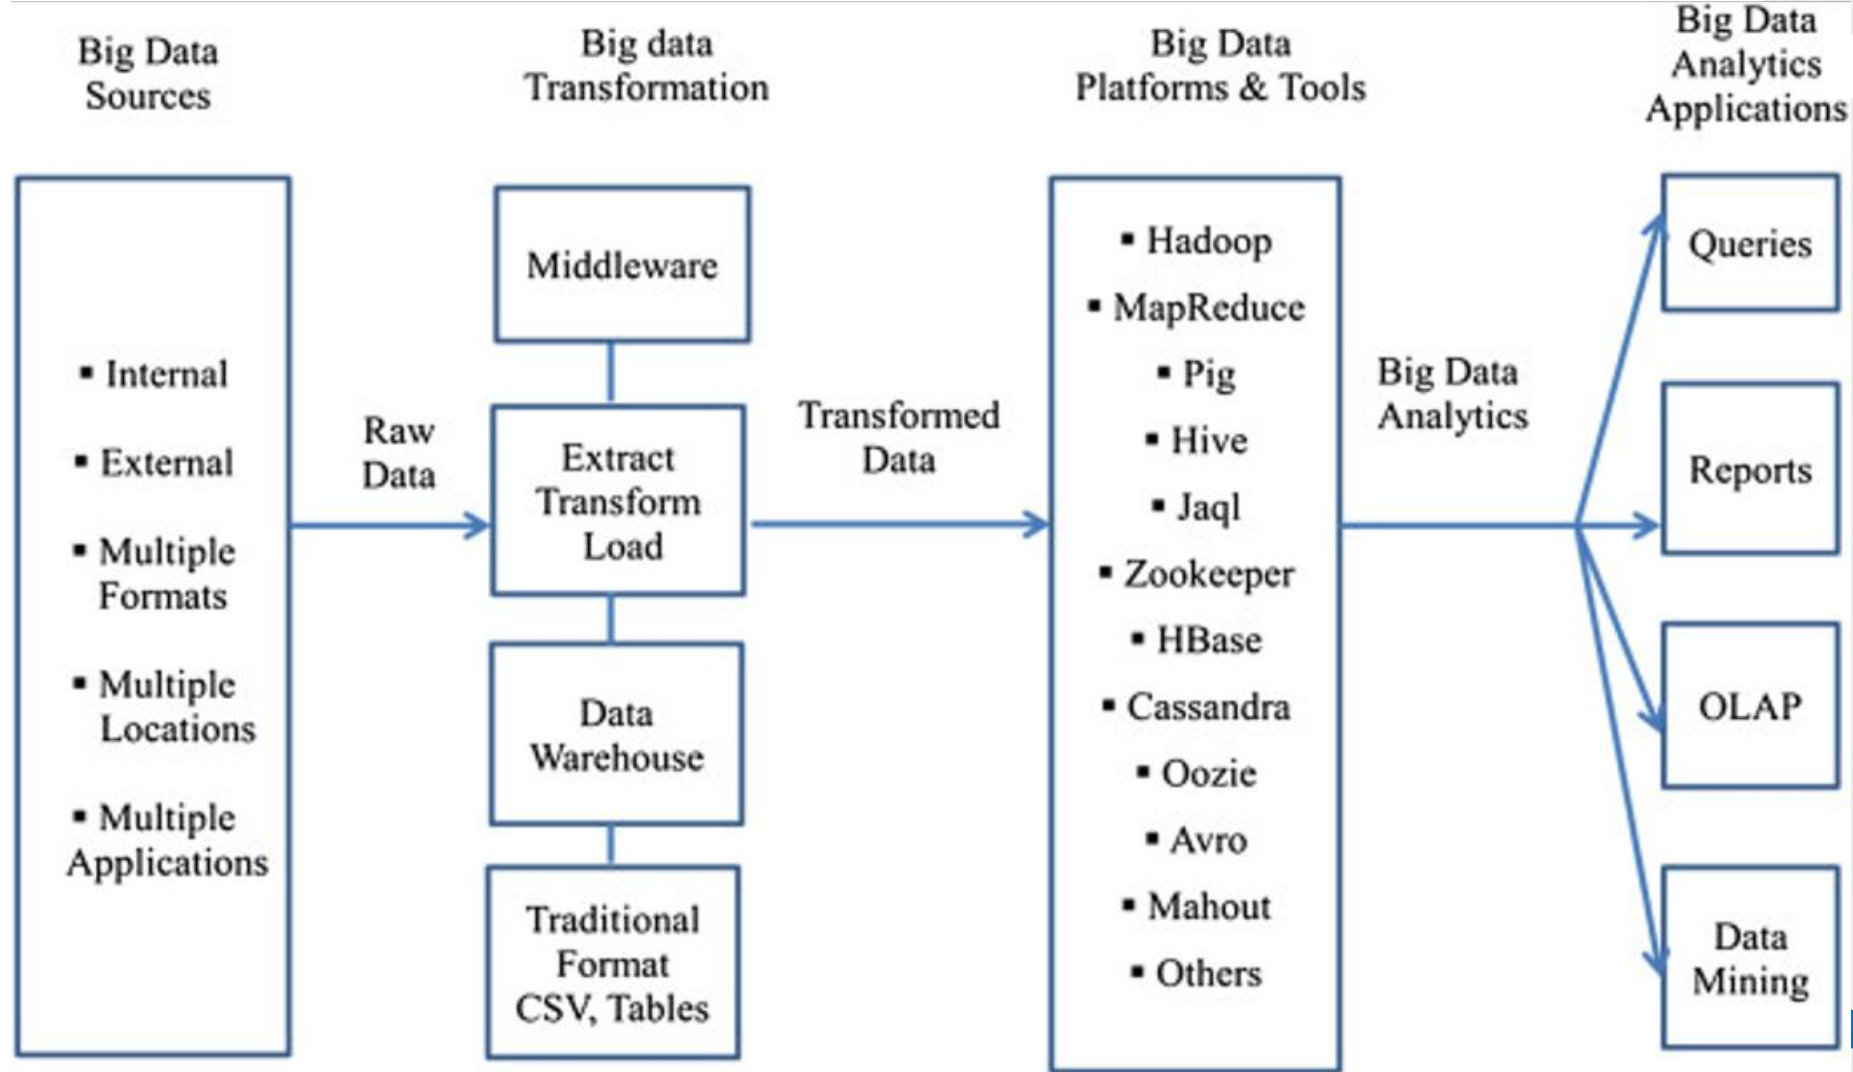 Big Data
Sources
▪ Internal
▪ External
▪ Multiple
Formats
▪ Multiple
Locations
▪ Multiple
Applications
Raw
Data
Big data
Transformation
Middleware
Extract
Transform
Load
Data
Warehouse
Traditional
Format
CSV, Tables
Transformed
Data
Big Data
Platforms & Tools
▪ Hadoop
▪ MapReduce
▪ Pig
▪ Hive
▪ Jaql
▪ Zookeeper
▪ HBase
▪ Cassandra
▪ Oozie
▪ Avro
▪ Mahout
▪ Others
Big Data
Analytics
Big Data
Analytics
Applications
Queries
Reports
OLAP
Data
Mining